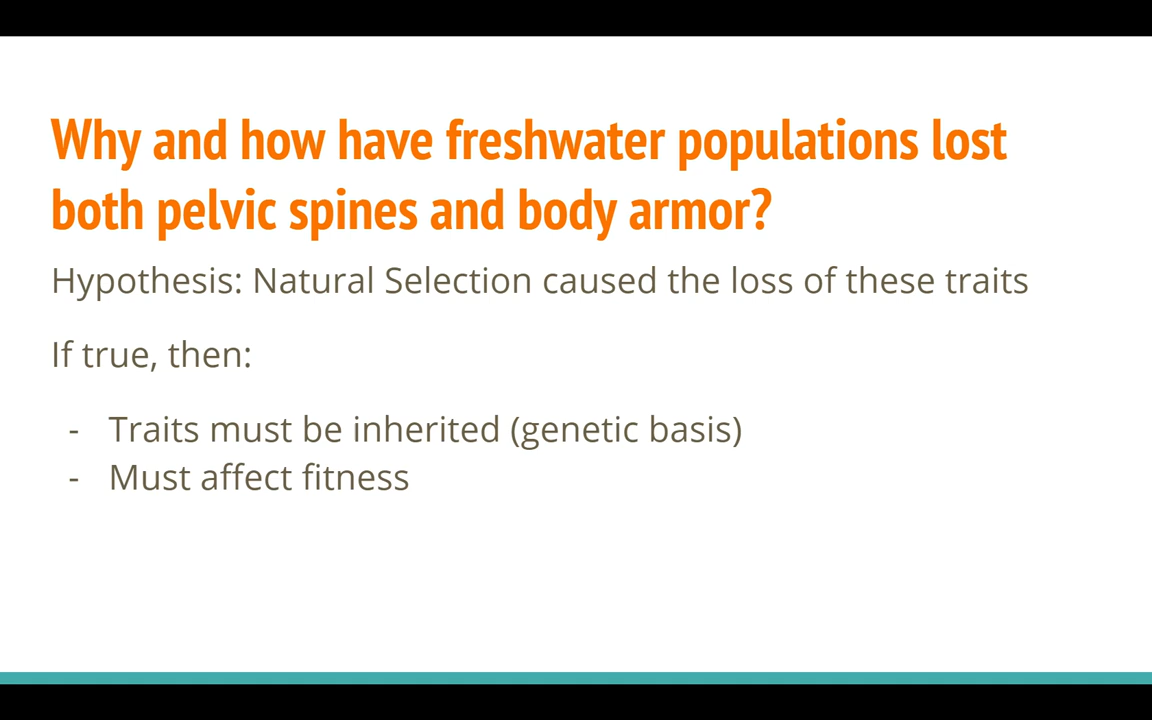 Why and how have freshwater populations lost
both pelvic spines and body armor?
Hypothesis: Natural Selection caused the loss of these traits
If true, then:
- Traits must be inherited (genetic basis)
- Must affect fitness